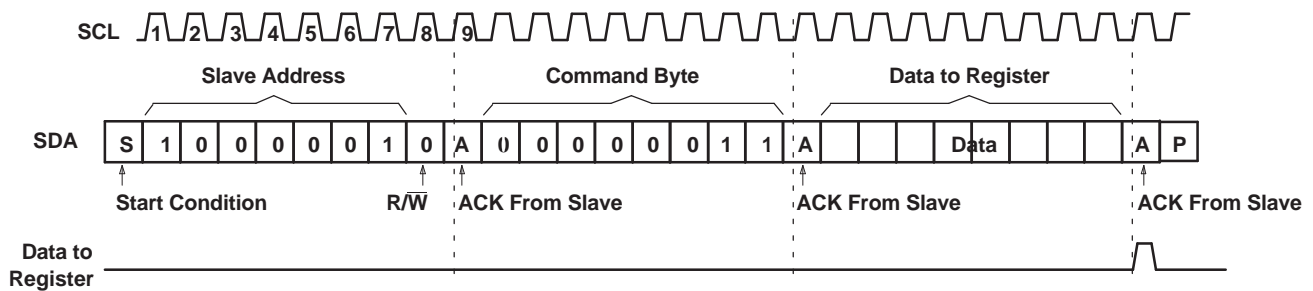 SCL 1 2 3 4 5 6 7 8 9
Slave Address Command Byte Data to Register
SDA S 1 0 0 0 0 0 1 0 A 0 0 0 0 0 0 1 1 A Data A P
Start Condition R/W̅ ACK From Slave ACK From Slave ACK From Slave
Data to
Register